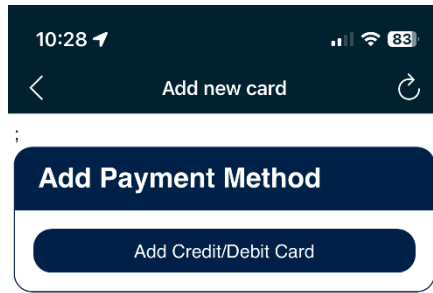 10:28
83
Add new card
;
Add Payment Method
Add Credit/Debit Card